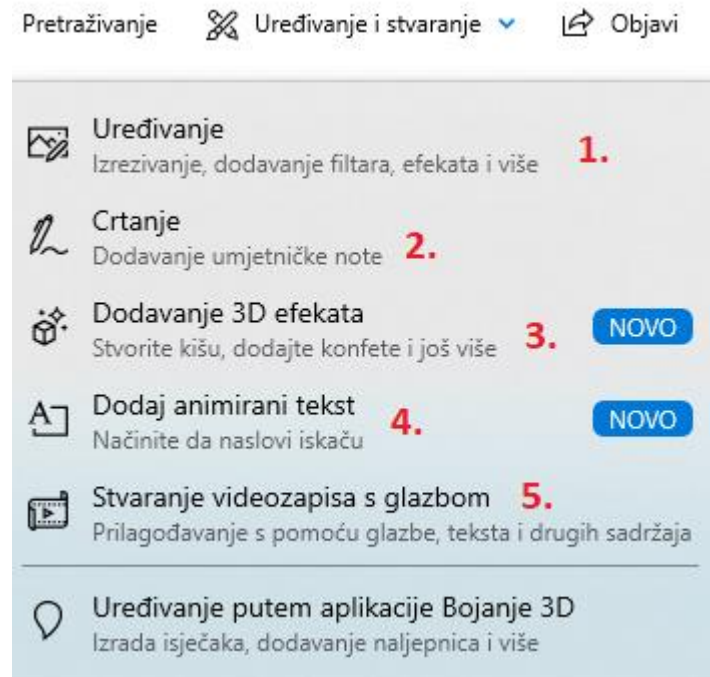 Pretraživanje Uređivanje i stvaranje Objavi
Uređivanje
Izrezivanje, dodavanje filtara, efekata i više 1.
Crtanje
Dodavanje umjetničke note 2.
Dodavanje 3D efekata
Stvorite kišu, dodajte konfete i još više 3. NOVO
Dodaj animirani tekst
Načinite da naslovi iskaču 4. NOVO
Stvaranje videozapisa s glazbom 5.
Prilagođavanje s pomoću glazbe, teksta i drugih sadržaja
Uređivanje putem aplikacije Bojanje 3D
Izrada isječaka, dodavanje naljepnica i više